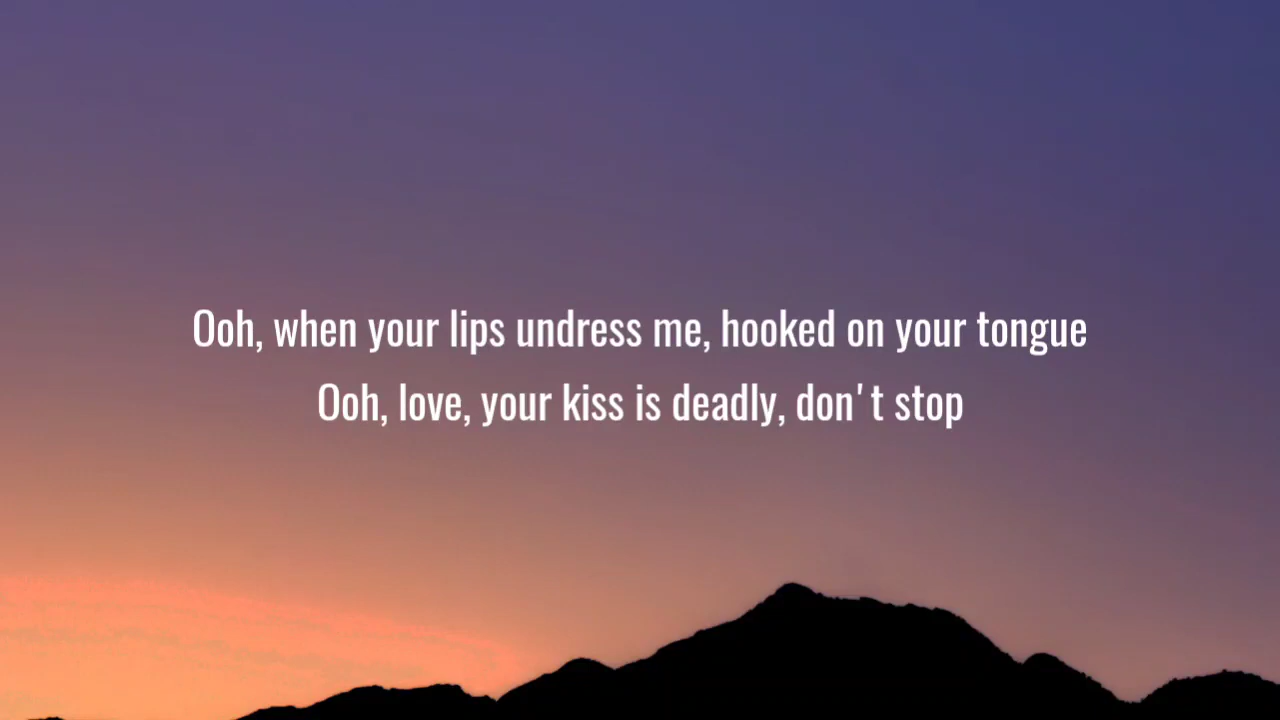 Ooh, when your lips undress me, hooked on your tongue
Ooh, love, your kiss is deadly, don't stop